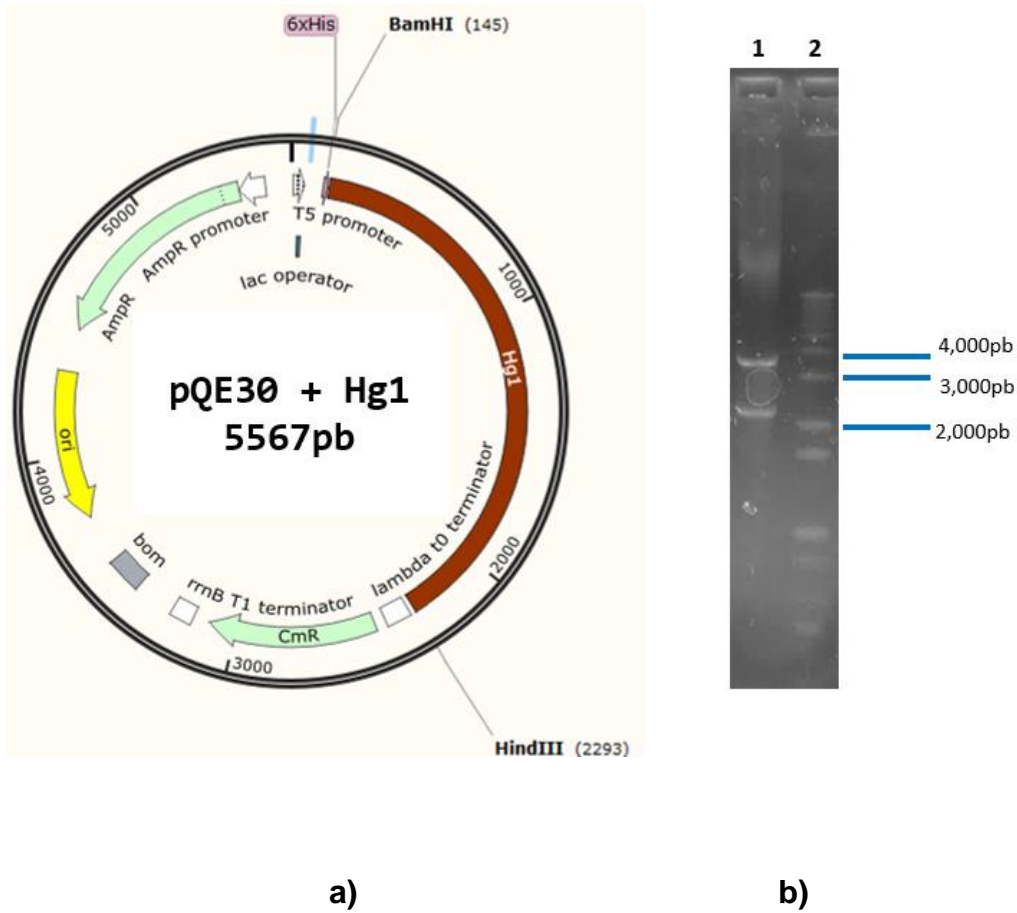 6xHis
BamHI (145)
5000
AmpR promoter
T5 promoter
lac operator
AmpR
1000
Hg1
pQE30 + Hg1
5567pb
ori
4000
bom
rrnB T1 terminator
lambda t0 terminator
2000
CmR
3000
HindIII (2293)
1 2
4,000pb
3,000pb
2,000pb
a) b)